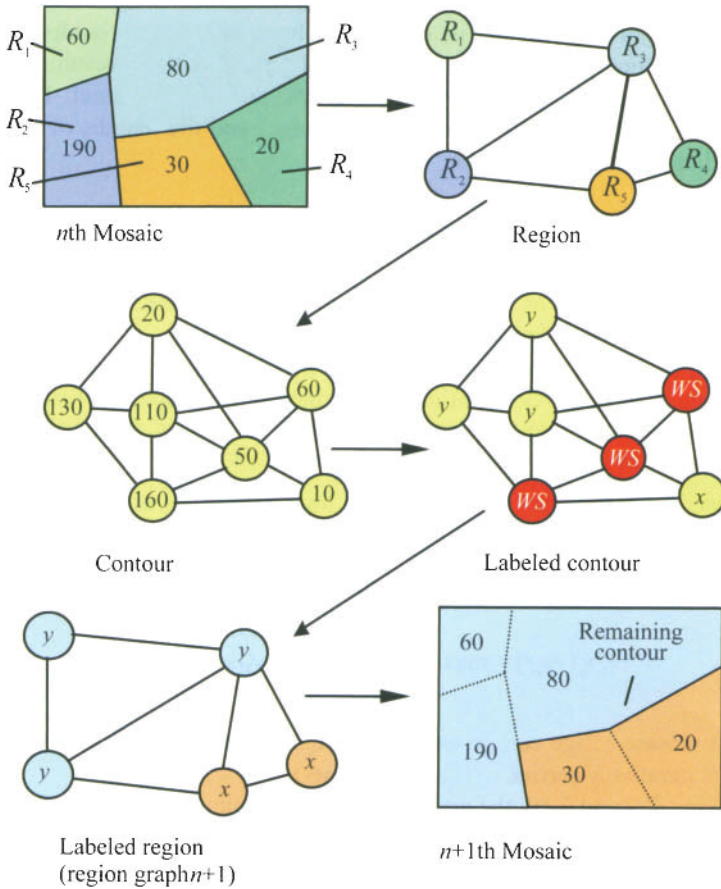 R₁
60
80
R₃
R₂
190
20
R₅
30
R₄
nth Mosaic
R₁
R₃
R₂
R₄
R₅
Region
20
60
130
110
50
160
10
Contour
y
WS
y
y
WS
WS
x
Labeled contour
y
y
y
x
x
Labeled region
(region graphn+1)
60
Remaining
contour
80
190
20
30
n+1th Mosaic